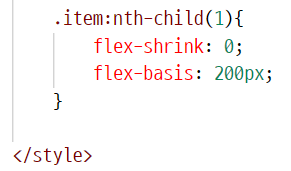 .item:nth-child(1){
flex-shrink: 0;
flex-basis: 200px;
}
</style>